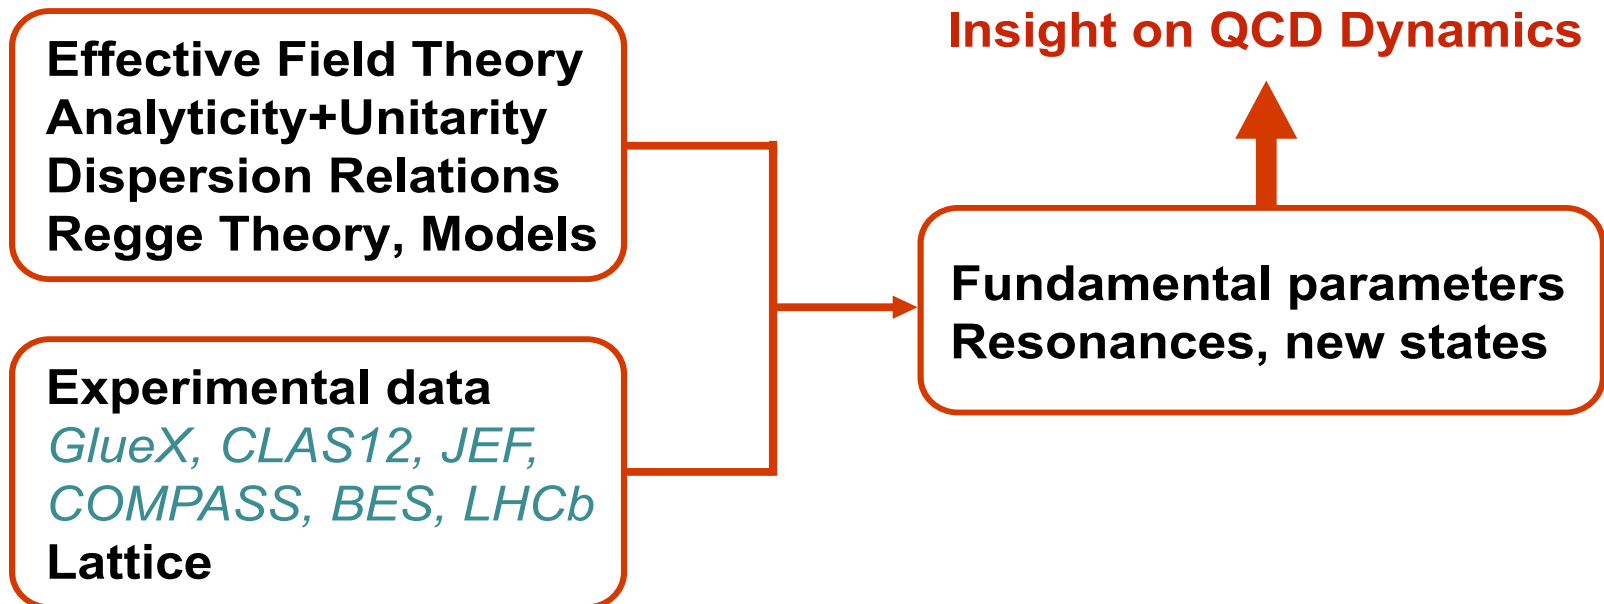 Effective Field Theory
Analyticity+Unitarity
Dispersion Relations
Regge Theory, Models
Experimental data
GlueX, CLAS12, JEF,
COMPASS, BES, LHCb
Lattice
Insight on QCD Dynamics
Fundamental parameters
Resonances, new states